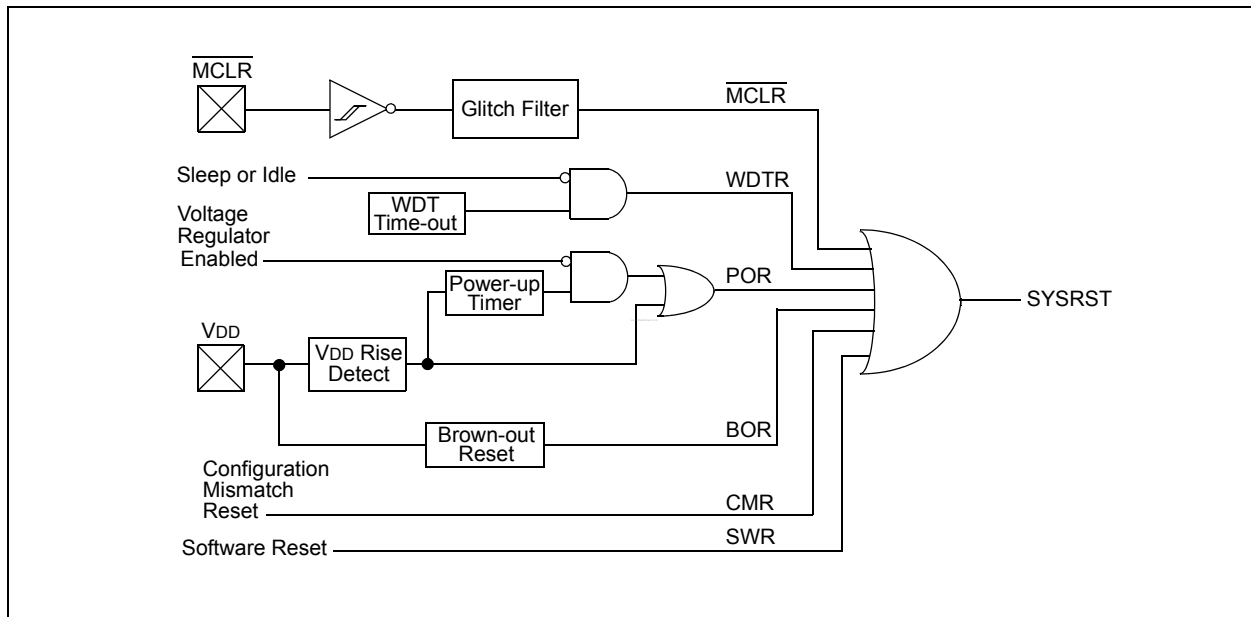 MCLR
Glitch Filter
MCLR
Sleep or Idle
WDTR
WDT
Time-out
Voltage
Regulator
Enabled
Power-up
Timer
POR
SYSRST
VDD
VDD Rise
Detect
Brown-out
Reset
BOR
Configuration
Mismatch
Reset
CMR
Software Reset
SWR